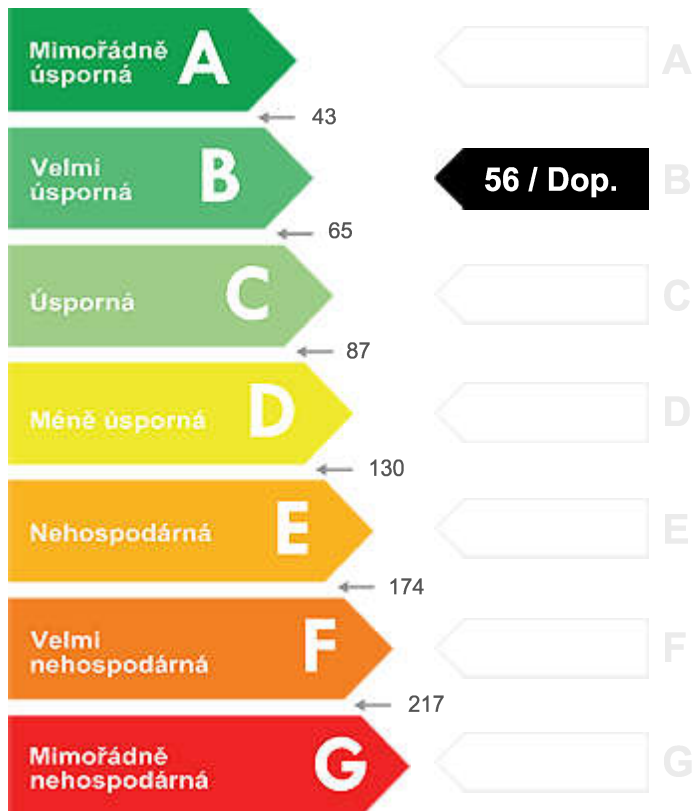 Mimořádně
úsporná
A
A
43
Velmi
úsporná
B
56 / Dop.
B
65
Úsporná
C
C
87
Méně úsporná
D
D
130
Nehospodárná
E
E
174
Velmi
nehospodárná
F
F
217
Mimořádně
nehospodárná
G
G